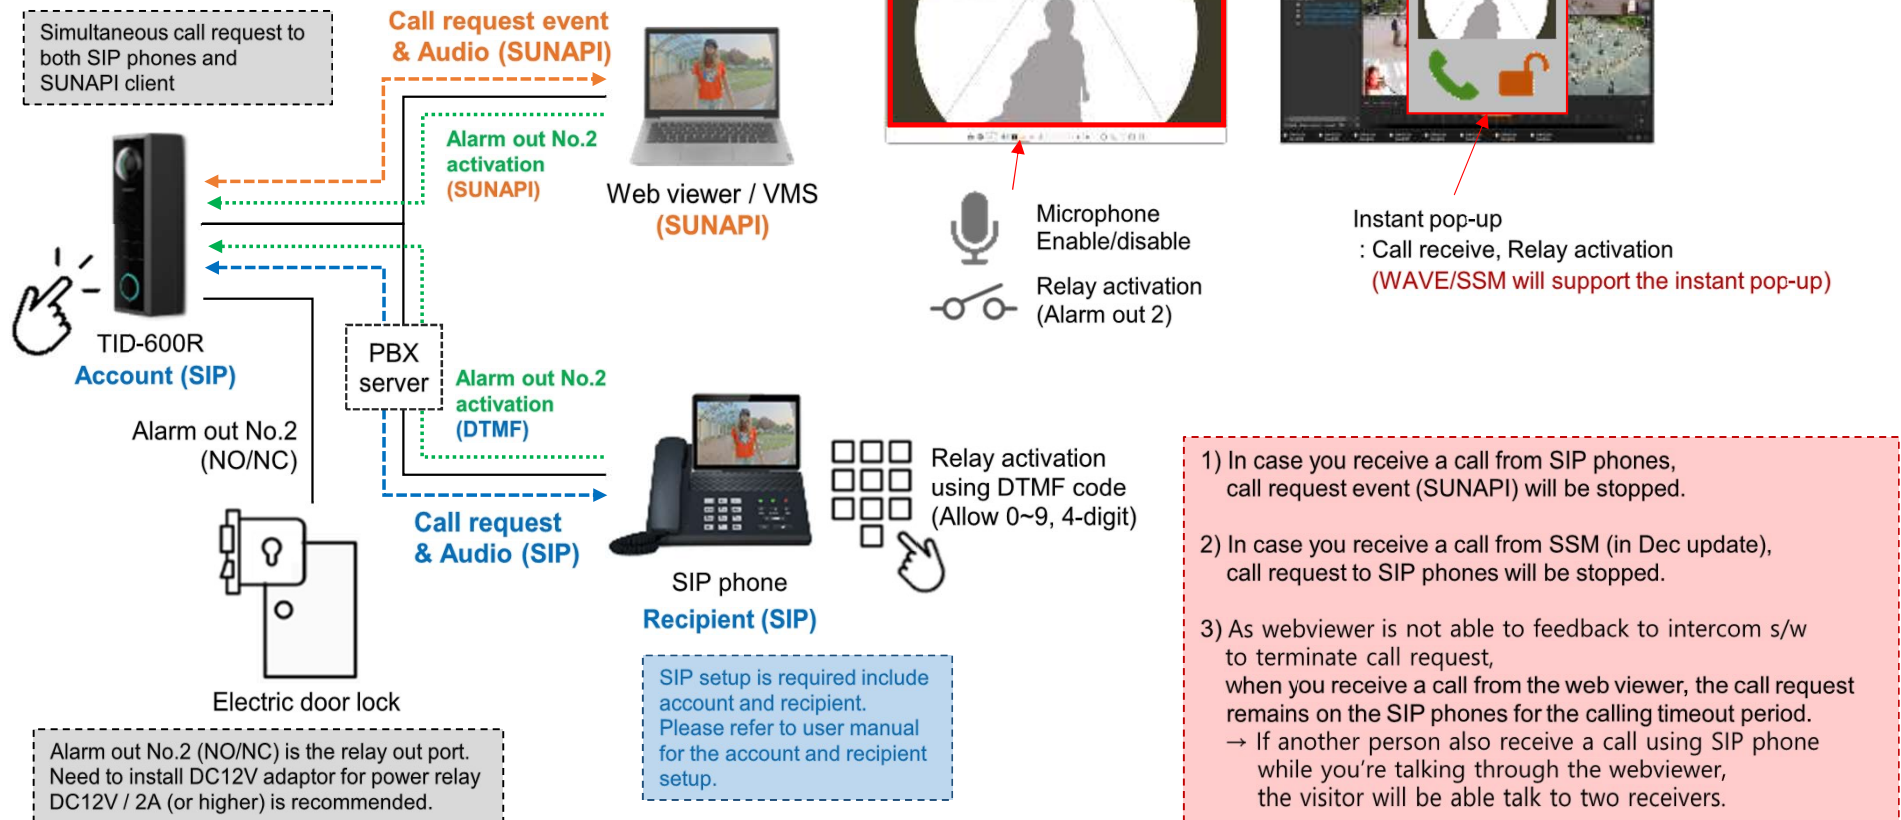 Simultaneous call request to
both SIP phones and
SUNAPI client
Call request event
& Audio (SUNAPI)
Alarm out No.2
activation
(SUNAPI)
Web viewer / VMS
(SUNAPI)
Microphone
Enable/disable
Relay activation
(Alarm out 2)
Instant pop-up
: Call receive, Relay activation
(WAVE/SSM will support the instant pop-up)
TID-600R
Account (SIP)
PBX
server
Alarm out No.2
activation
(DTMF)
Alarm out No.2
(NO/NC)
Call request
& Audio (SIP)
Relay activation
using DTMF code
(Allow 0~9, 4-digit)
SIP phone
Recipient (SIP)
SIP setup is required include
account and recipient.
Please refer to user manual
for the account and recipient
setup.
Electric door lock
Alarm out No.2 (NO/NC) is the relay out port.
Need to install DC12V adaptor for power relay
DC12V / 2A (or higher) is recommended.
1) In case you receive a call from SIP phones,
call request event (SUNAPI) will be stopped.
2) In case you receive a call from SSM (in Dec update),
call request to SIP phones will be stopped.
3) As webviewer is not able to feedback to intercom s/w
to terminate call request,
when you receive a call from the web viewer, the call request
remains on the SIP phones for the calling timeout period.
→ If another person also receive a call using SIP phone
while you're talking through the webviewer,
the visitor will be able talk to two receivers.